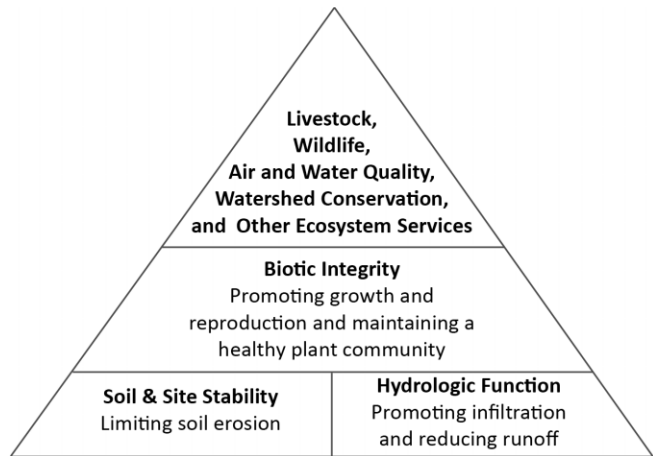 Livestock,
Wildlife,
Air and Water Quality,
Watershed Conservation,
and Other Ecosystem Services
Biotic Integrity
Promoting growth and
reproduction and maintaining a
healthy plant community
Soil & Site Stability
Limiting soil erosion
Hydrologic Function
Promoting infiltration
and reducing runoff